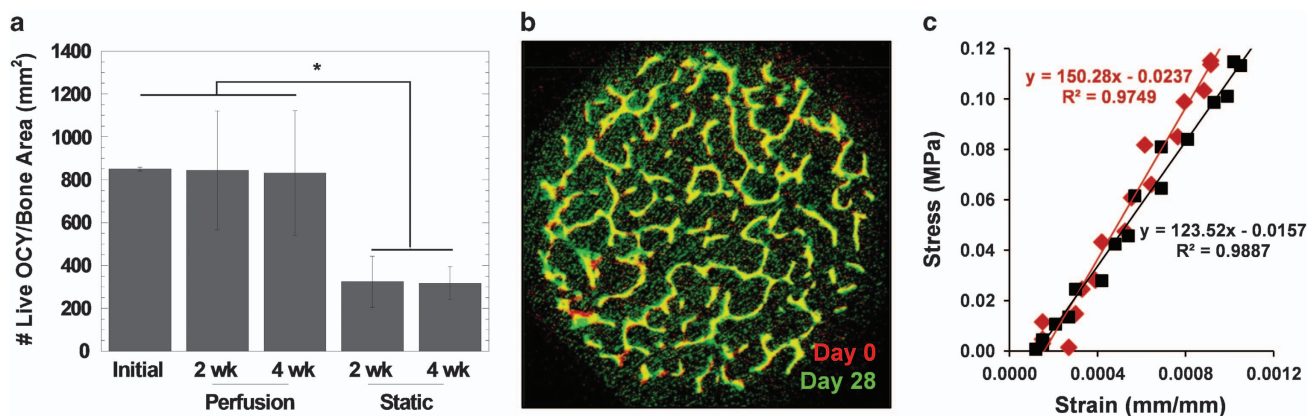 a
# Live OCY/Bone Area (mm²)
1400
1200
1000
800
600
400
200
0
*
Initial
2 wk
4 wk
2 wk
4 wk
Perfusion
Static
b
Day 0
Day 28
c
Stress (MPa)
0.12
0.10
0.08
0.06
0.04
0.02
0.00
y = 150.28x - 0.0237
R² = 0.9749
y = 123.52x - 0.0157
R² = 0.9887
0.0000
0.0004
0.0008
0.0012
Strain (mm/mm)